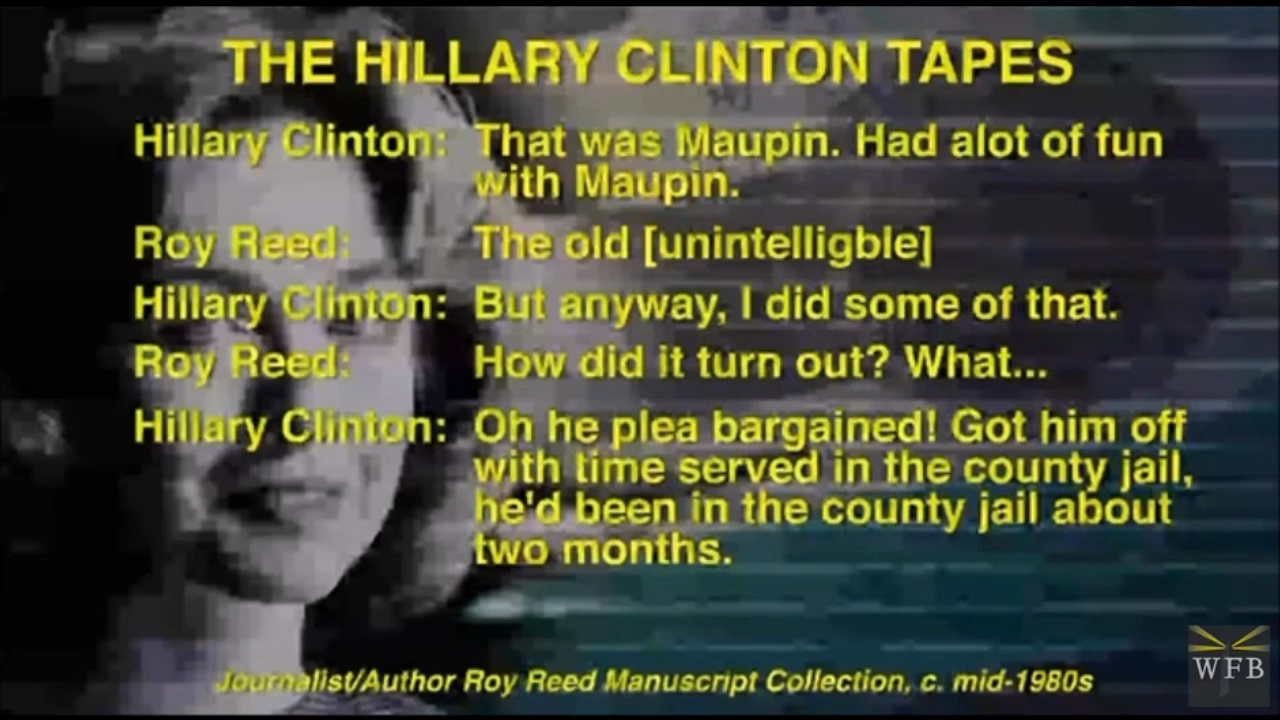 THE HILLARY CLINTON TAPES
Hillary Clinton: That was Maupin. Had alot of fun
with Maupin.
Roy Reed: The old [unintelligble]
Hillary Clinton: But anyway, I did some of that.
Roy Reed: How did it turn out? What...
Hillary Clinton: Oh he plea bargained! Got him off
with time served in the county jail,
he'd been in the county jail about
two months.
Journalist/Author Roy Reed Manuscript Collection, c. mid-1980s
WFB